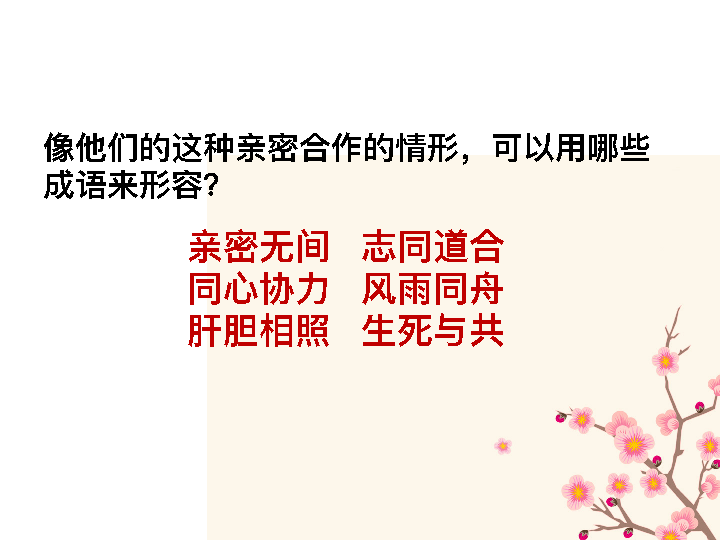 像他们的这种亲密合作的情形，可以用哪些
成语来形容？
亲密无间 志同道合
同心协力 风雨同舟
肝胆相照 生死与共